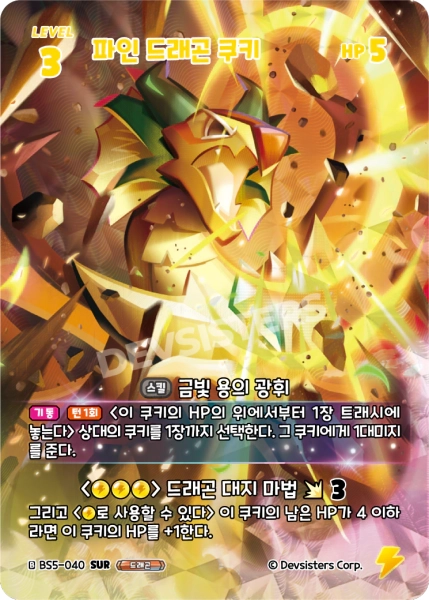 LEVEL
3
파인 드래곤 쿠키
HP 5
DEVSISTERS
스킬 금빛 용의 광휘
기동 턴 1회 <이 쿠키의 HP의 위에서부터 1장 트래시에
놓는다> 상대의 쿠키를 1장까지 선택한다. 그 쿠키에게 1대미지
를 준다.
< > 드래곤 대지 마법 3
그리고 < 로 사용할 수 있다> 이 쿠키의 남은 HP가 4 이하
라면 이 쿠키의 HP를 +1한다.
B BS5-040 SUR 드래곤
© Devsisters Corp.